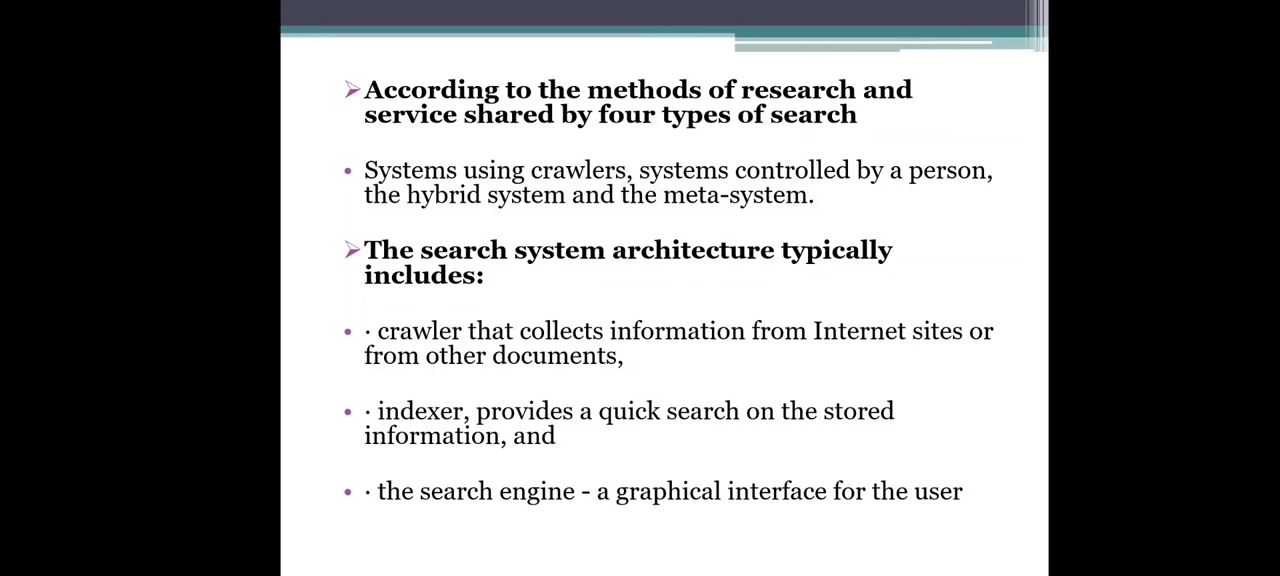 ➢According to the methods of research and
service shared by four types of search
• Systems using crawlers, systems controlled by a person,
the hybrid system and the meta-system.
➢The search system architecture typically
includes:
• · crawler that collects information from Internet sites or
from other documents,
• · indexer, provides a quick search on the stored
information, and
• · the search engine - a graphical interface for the user